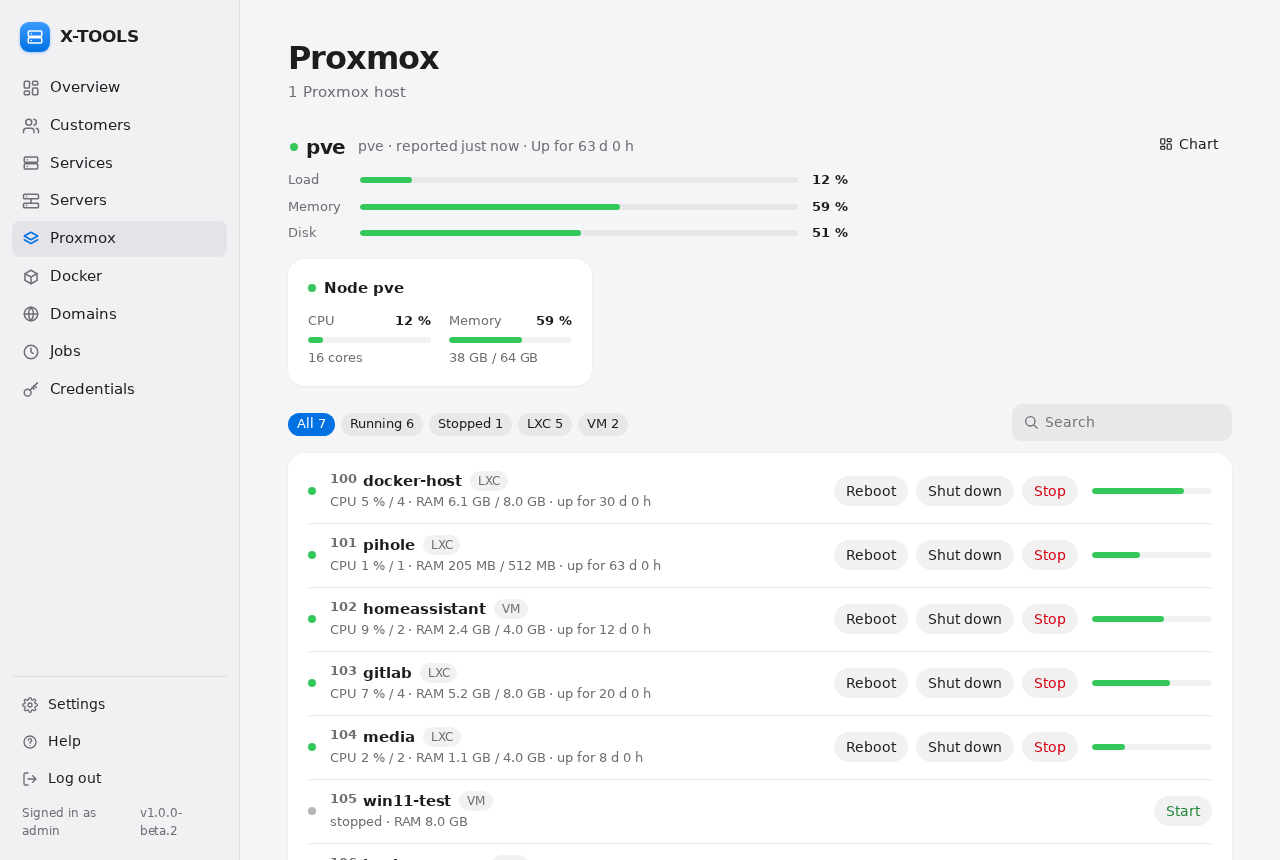 X-TOOLS
Overview
Customers
Services
Servers
Proxmox
Docker
Domains
Jobs
Credentials
Settings
Help
Log out
Signed in as admin
v1.0.0-beta.2
Proxmox
1 Proxmox host
pve pve · reported just now · Up for 63 d 0 h
Chart
Load 12 %
Memory 59 %
Disk 51 %
Node pve
CPU 12 % Memory 59 %
16 cores 38 GB / 64 GB
All 7 Running 6 Stopped 1 LXC 5 VM 2
Search
100 docker-host LXC
CPU 5 % / 4 · RAM 6.1 GB / 8.0 GB · up for 30 d 0 h
Reboot Shut down Stop
101 pihole LXC
CPU 1 % / 1 · RAM 205 MB / 512 MB · up for 63 d 0 h
Reboot Shut down Stop
102 homeassistant VM
CPU 9 % / 2 · RAM 2.4 GB / 4.0 GB · up for 12 d 0 h
Reboot Shut down Stop
103 gitlab LXC
CPU 7 % / 4 · RAM 5.2 GB / 8.0 GB · up for 20 d 0 h
Reboot Shut down Stop
104 media LXC
CPU 2 % / 2 · RAM 1.1 GB / 4.0 GB · up for 8 d 0 h
Reboot Shut down Stop
105 win11-test VM
stopped · RAM 8.0 GB
Start